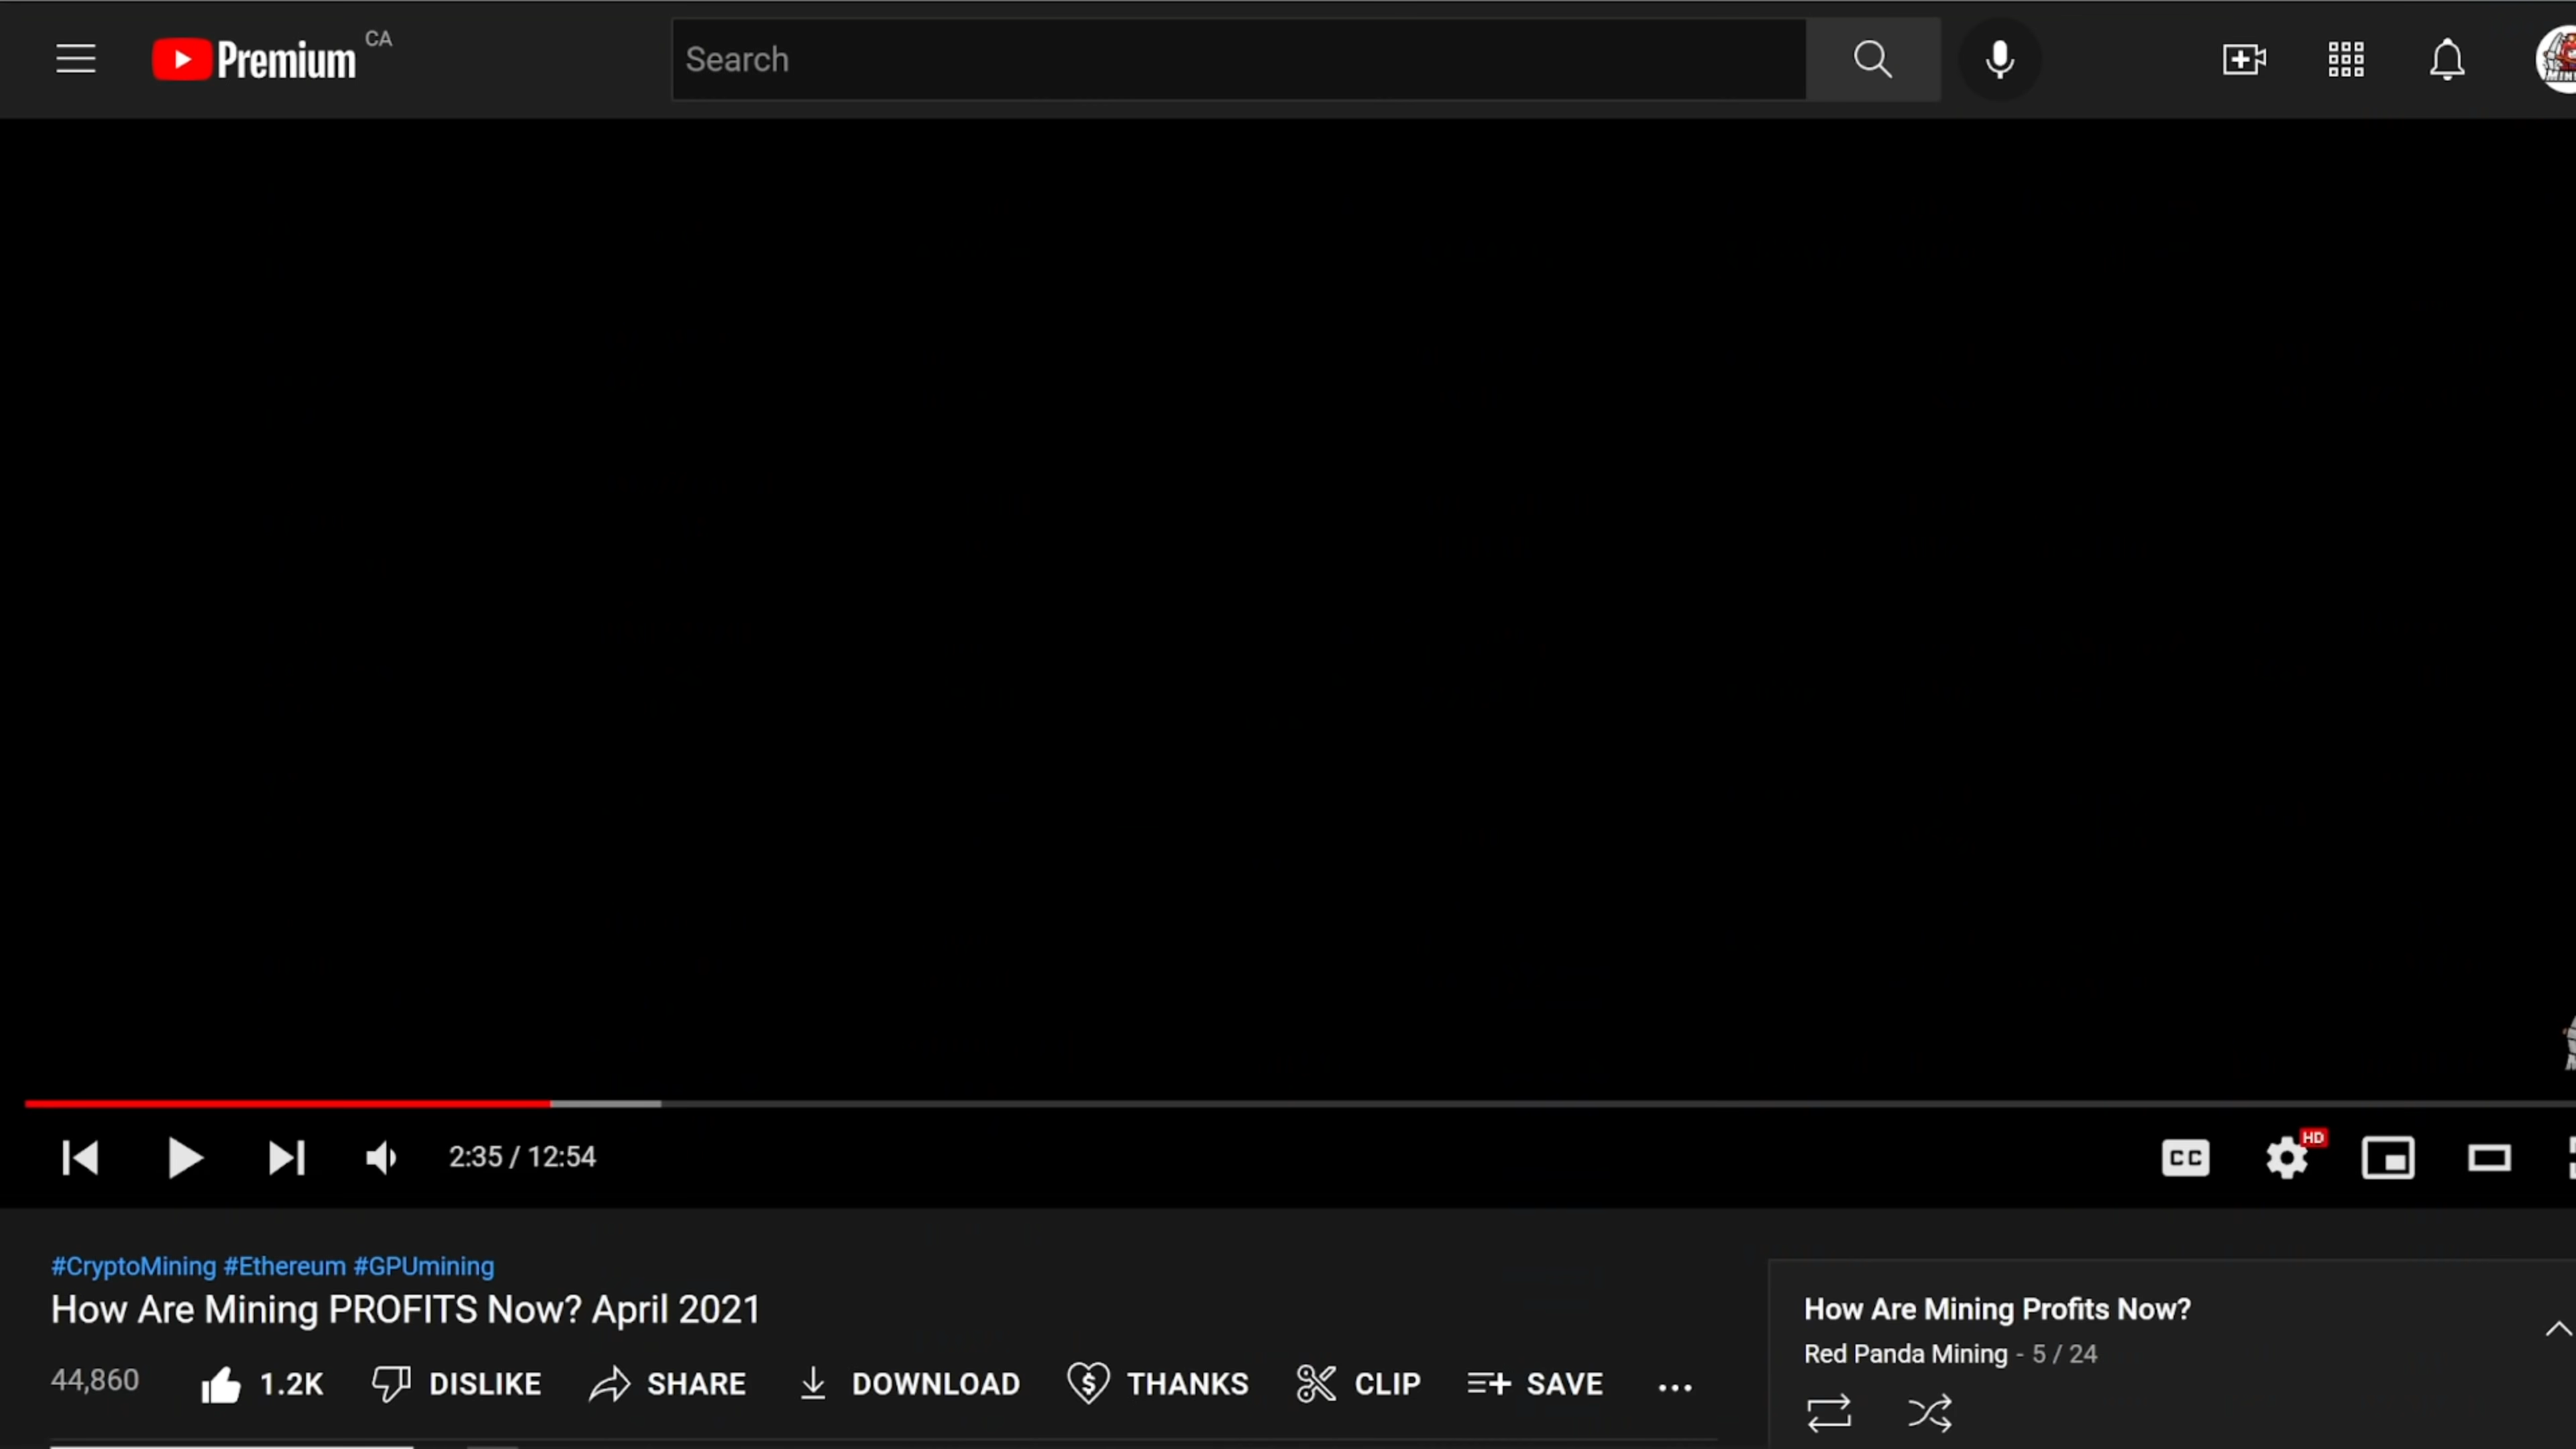 Premium CA
Search
2:35 / 12:54
CC
HD
#CryptoMining #Ethereum #GPUmining
How Are Mining PROFITS Now? April 2021
44,860
1.2K
DISLIKE
SHARE
DOWNLOAD
THANKS
CLIP
SAVE
How Are Mining Profits Now?
Red Panda Mining - 5 / 24